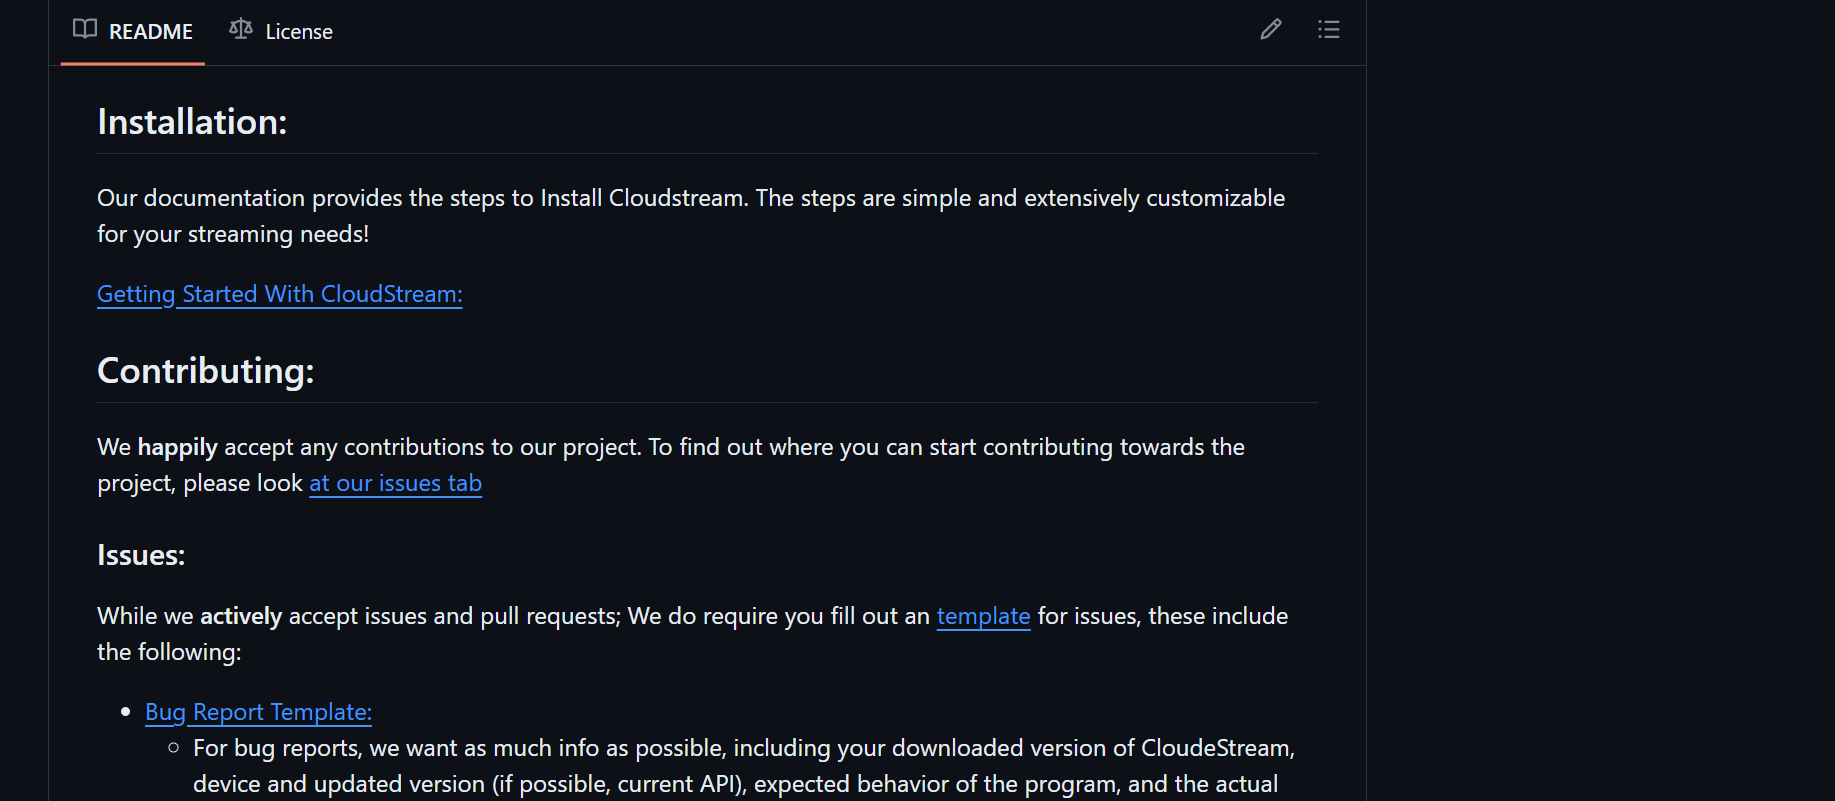 README License
Installation:
Our documentation provides the steps to Install Cloudstream. The steps are simple and extensively customizable
for your streaming needs!
Getting Started With CloudStream:
Contributing:
We happily accept any contributions to our project. To find out where you can start contributing towards the
project, please look at our issues tab
Issues:
While we actively accept issues and pull requests; We do require you fill out an template for issues, these include
the following:
Bug Report Template:
For bug reports, we want as much info as possible, including your downloaded version of CloudeStream,
device and updated version (if possible, current API), expected behavior of the program, and the actual